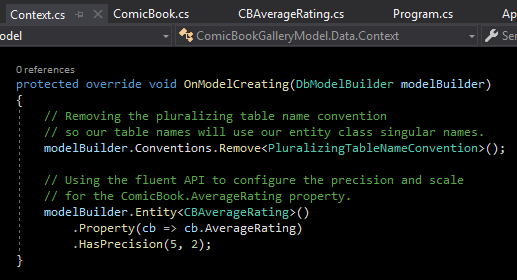 Context.cs ComicBook.cs CBAverageRating.cs Program.cs Ap
odel ComicBookGalleryModel.Data.Context Se
0 references
protected override void OnModelCreating(DbModelBuilder modelBuilder)
{
// Removing the pluralizing table name convention
// so our table names will use our entity class singular names.
modelBuilder.Conventions.Remove<PluralizingTableNameConvention>();
// Using the fluent API to configure the precision and scale
// for the ComicBook.AverageRating property.
modelBuilder.Entity<CBAverageRating>()
.Property(cb => cb.AverageRating)
.HasPrecision(5, 2);
}